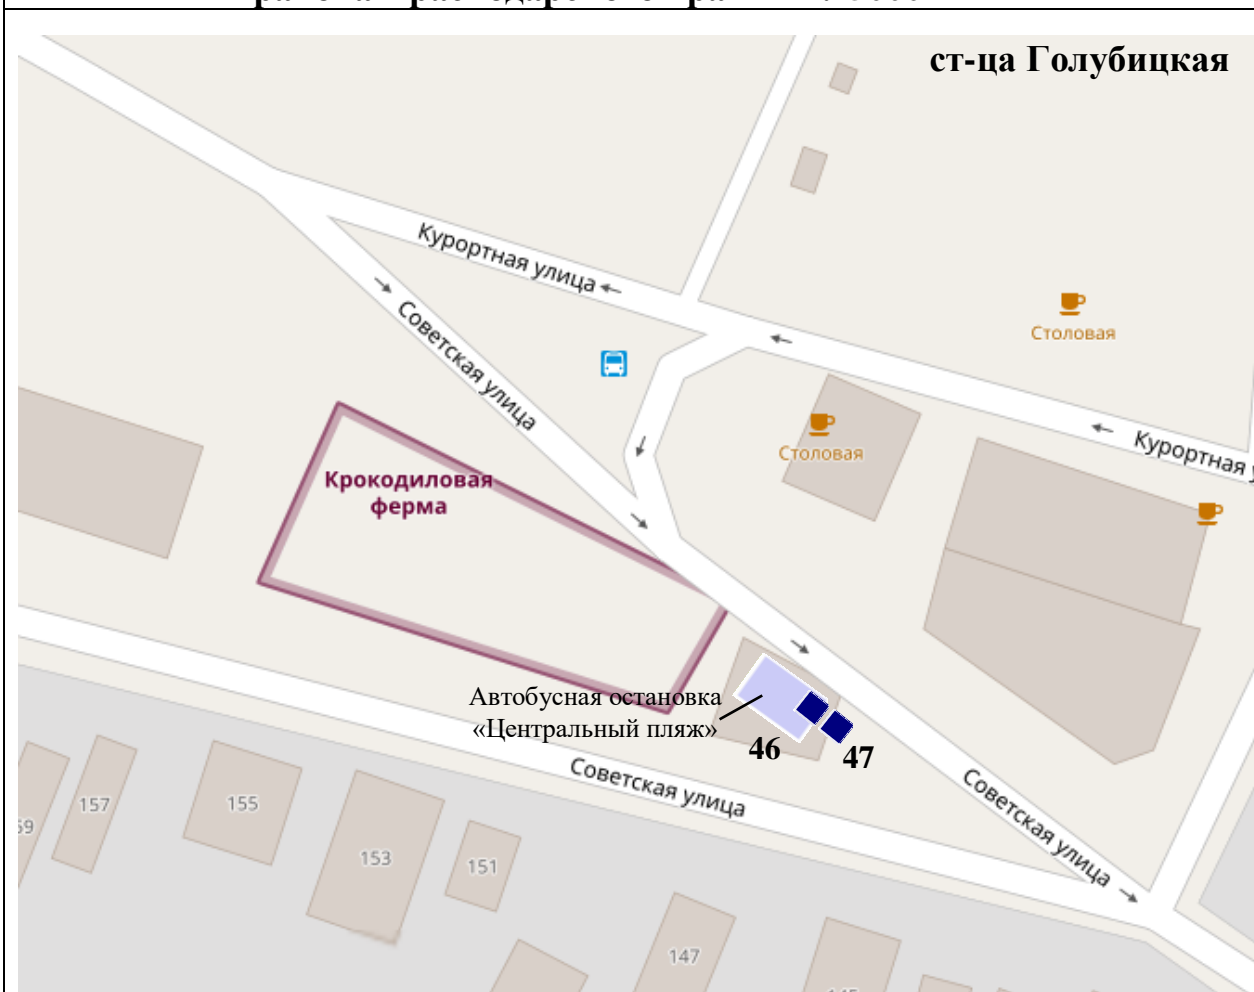 ст-ца Голубицкая
Курортная улица
Советская улица
Столовая
Столовая
Курортная
Крокодиловая
ферма
Автобусная остановка
«Центральный пляж»
46
47
Советская улица
Советская улица
157
155
153
151
147